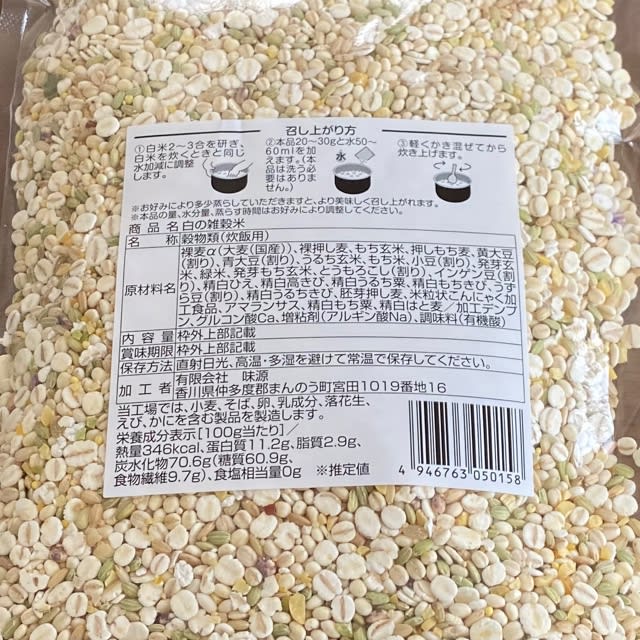 召し上がり方
①白米2～3合を研ぎ、
白米を炊くときと同じ
水加減に調整
します。
②本品20～30gと水50～
60mlを加
えます。(本
品は洗う必
要はありま
せん。)
水
③軽くかき混ぜてから
炊き上げます。
※お好みにより多少蒸らしていただきますと、より美味しく召し上がれます。
※本品の量、水分量、蒸らす時間はお好みにより調整してください。
商品名 白の雑穀米
名称 穀物類(炊飯用)
原材料名 裸麦α(大麦(国産))、裸押し麦、もち玄米、押しもち麦、黄大豆
(割り)、青大豆(割り)、うるち玄米、もち米、小豆(割り)、発芽玄
米、緑米、発芽もち玄米、とうもろこし(割り)、インゲン豆(割
り)、精白ひえ、精白高きび、精白うるち粟、精白もちきび、うず
ら豆(割り)、精白うるちきび、胚芽押し麦、米粒状こんにゃく加
工食品、アマランサス、精白もち粟、精白はと麦/加工デンプ
ン、グルコン酸Ca、増粘剤(アルギン酸Na)、調味料(有機酸)
内容量 枠外上部記載
賞味期限 枠外上部記載
保存方法 直射日光、高温・多湿を避けて常温で保存してください。
加工者 有限会社 味源
香川県仲多度郡まんのう町宮田1019番地16
当工場では、小麦、そば、卵、乳成分、落花生、
えび、かにを含む製品を製造します。
栄養成分表示[100g当たり]/
熱量346kcal、蛋白質11.2g、脂質2.9g、
炭水化物70.6g(糖質60.9g、
食物繊維9.7g)、食塩相当量0g ※推定値
4 946763 050158